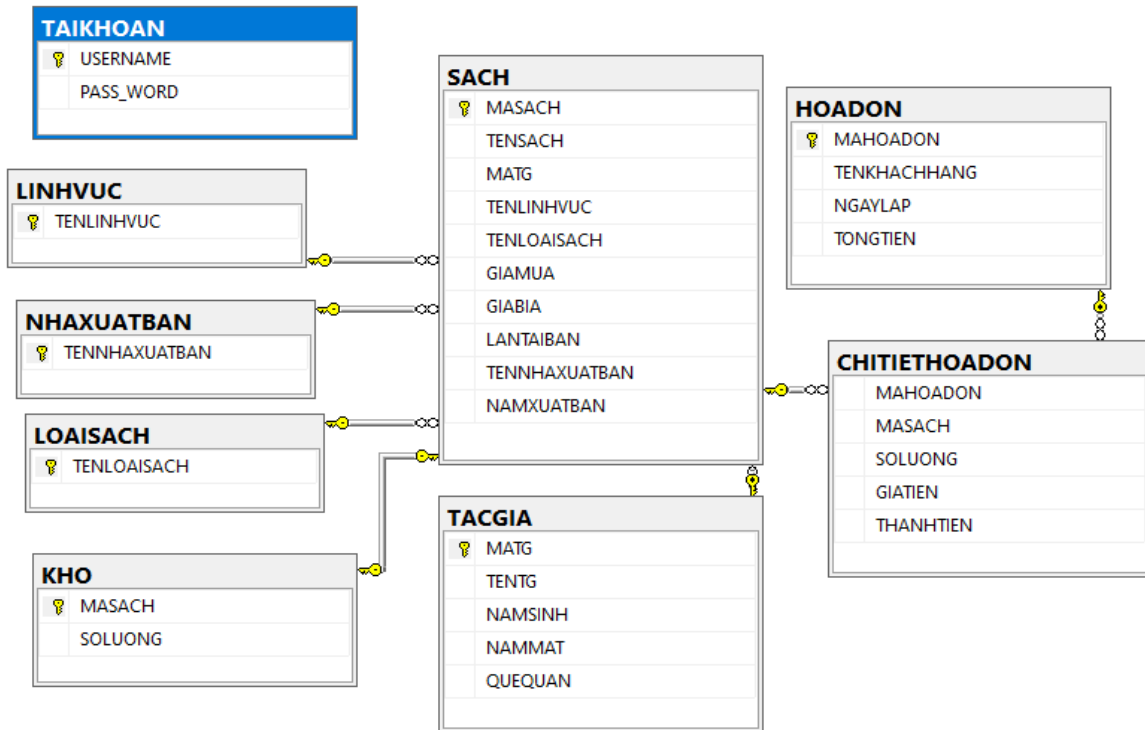 TAIKHOAN
USERNAME
PASS_WORD
LINHVUC
TENLINHVUC
NHAXUATBAN
TENNHAXUATBAN
LOAISACH
TENLOAISACH
KHO
MASACH
SOLUONG
SACH
MASACH
TENSACH
MATG
TENLINHVUC
TENLOAISACH
GIAMUA
GIABIA
LANTAIBAN
TENNHAXUATBAN
NAMXUATBAN
TACGIA
MATG
TENTG
NAMSINH
NAMMAT
QUEQUAN
HOADON
MAHOADON
TENKHACHHANG
NGAYLAP
TONGTIEN
CHITIETHOADON
MAHOADON
MASACH
SOLUONG
GIATIEN
THANHTIEN